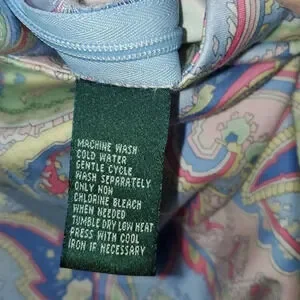 MACHINE WASH
COLD WATER
GENTLE CYCLE
WASH SEPARATELY
ONLY NON
CHLORINE BLEACH
WHEN NEEDED
TUMBLE DRY LOW HEAT
PRESS WITH COOL
IRON IF NECESSARY